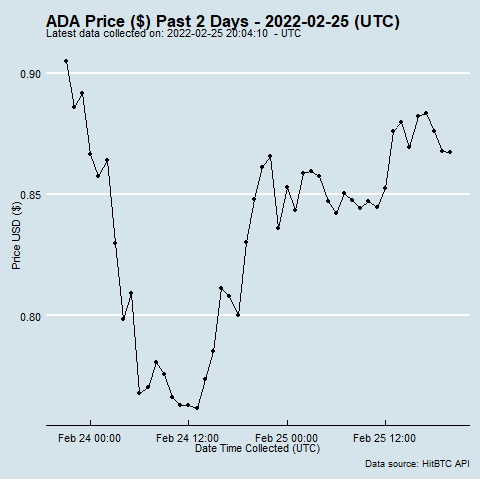 ADA Price ($) Past 2 Days - 2022-02-25 (UTC)
Latest data collected on: 2022-02-25 20:04:10  - UTC
0.90
0.85
0.80
Price USD ($)
Feb 24 00:00
Feb 24 12:00
Feb 25 00:00
Feb 25 12:00
Date Time Collected (UTC)
Data source: HitBTC API